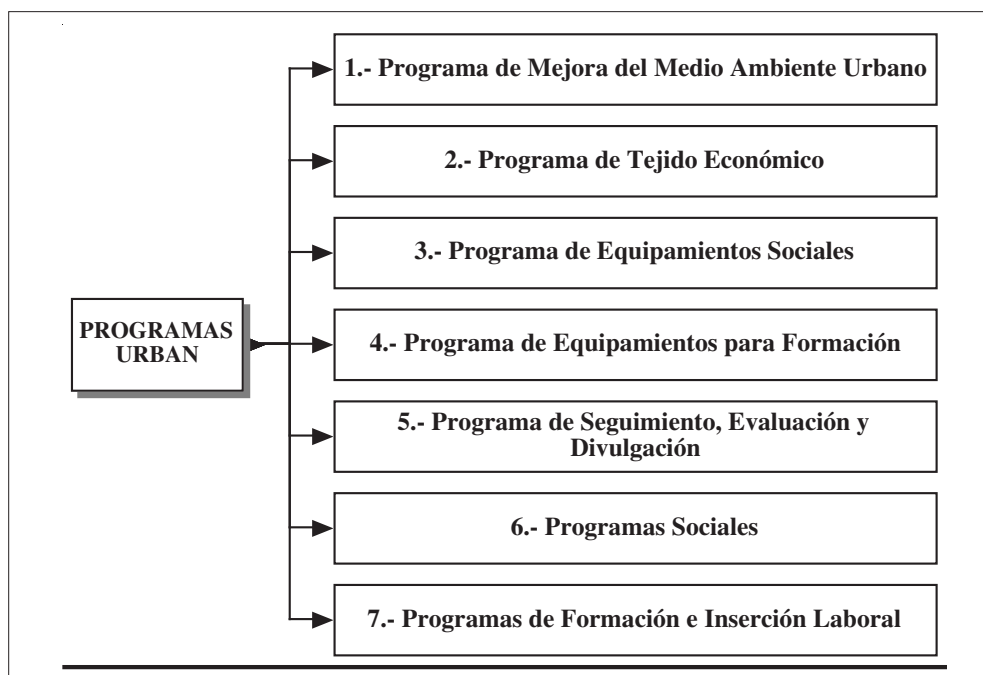 1.- Programa de Mejora del Medio Ambiente Urbano
2.- Programa de Tejido Económico
3.- Programa de Equipamientos Sociales
PROGRAMAS
URBAN
4.- Programa de Equipamientos para Formación
5.- Programa de Seguimiento, Evaluación y
Divulgación
6.- Programas Sociales
7.- Programas de Formación e Inserción Laboral